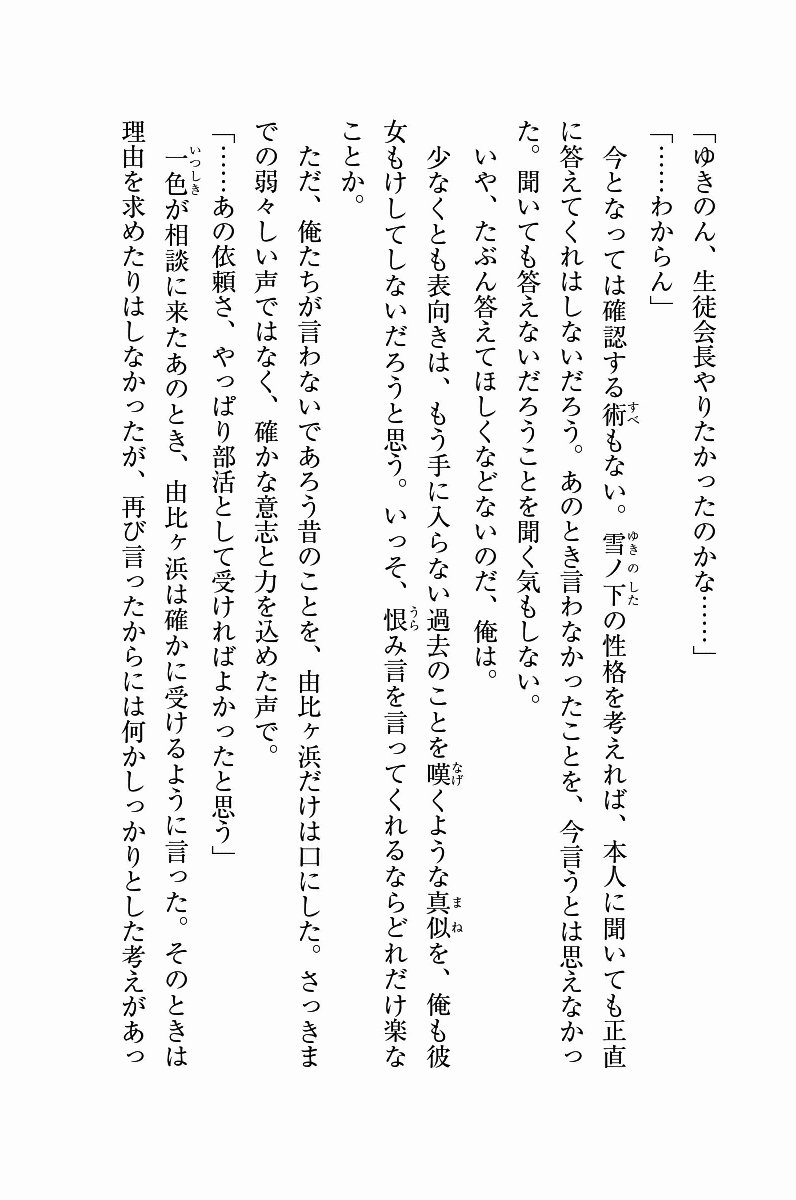 「ゆきのん、生徒会長やりたかったのかな……」
「……わからん」
　今となっては確認する術もない。雪ノ下の性格を考えれば、本人に聞いても正直
に答えてくれはしないだろう。あのとき言わなかったことを、今言うとは思えなかっ
た。聞いても答えないだろうことを聞く気もしない。
　いや、たぶん答えてほしくなどないのだ、俺は。
　少なくとも表向きは、もう手に入らない過去のことを嘆くような真似を、俺も彼
女もけしてしないだろうと思う。いっそ、恨み言を言ってくれるならどれだけ楽な
ことか。
　ただ、俺たちが言わないであろう昔のことを、由比ヶ浜だけは口にした。さっきま
での弱々しい声ではなく、確かな意志と力を込めた声で。
「……あの依頼さ、やっぱり部活として受ければよかったと思う」
　一色が相談に来たあのとき、由比ヶ浜は確かに受けるように言った。そのときは
理由を求めたりはしなかったが、再び言ったからには何かしっかりとした考えがあっ